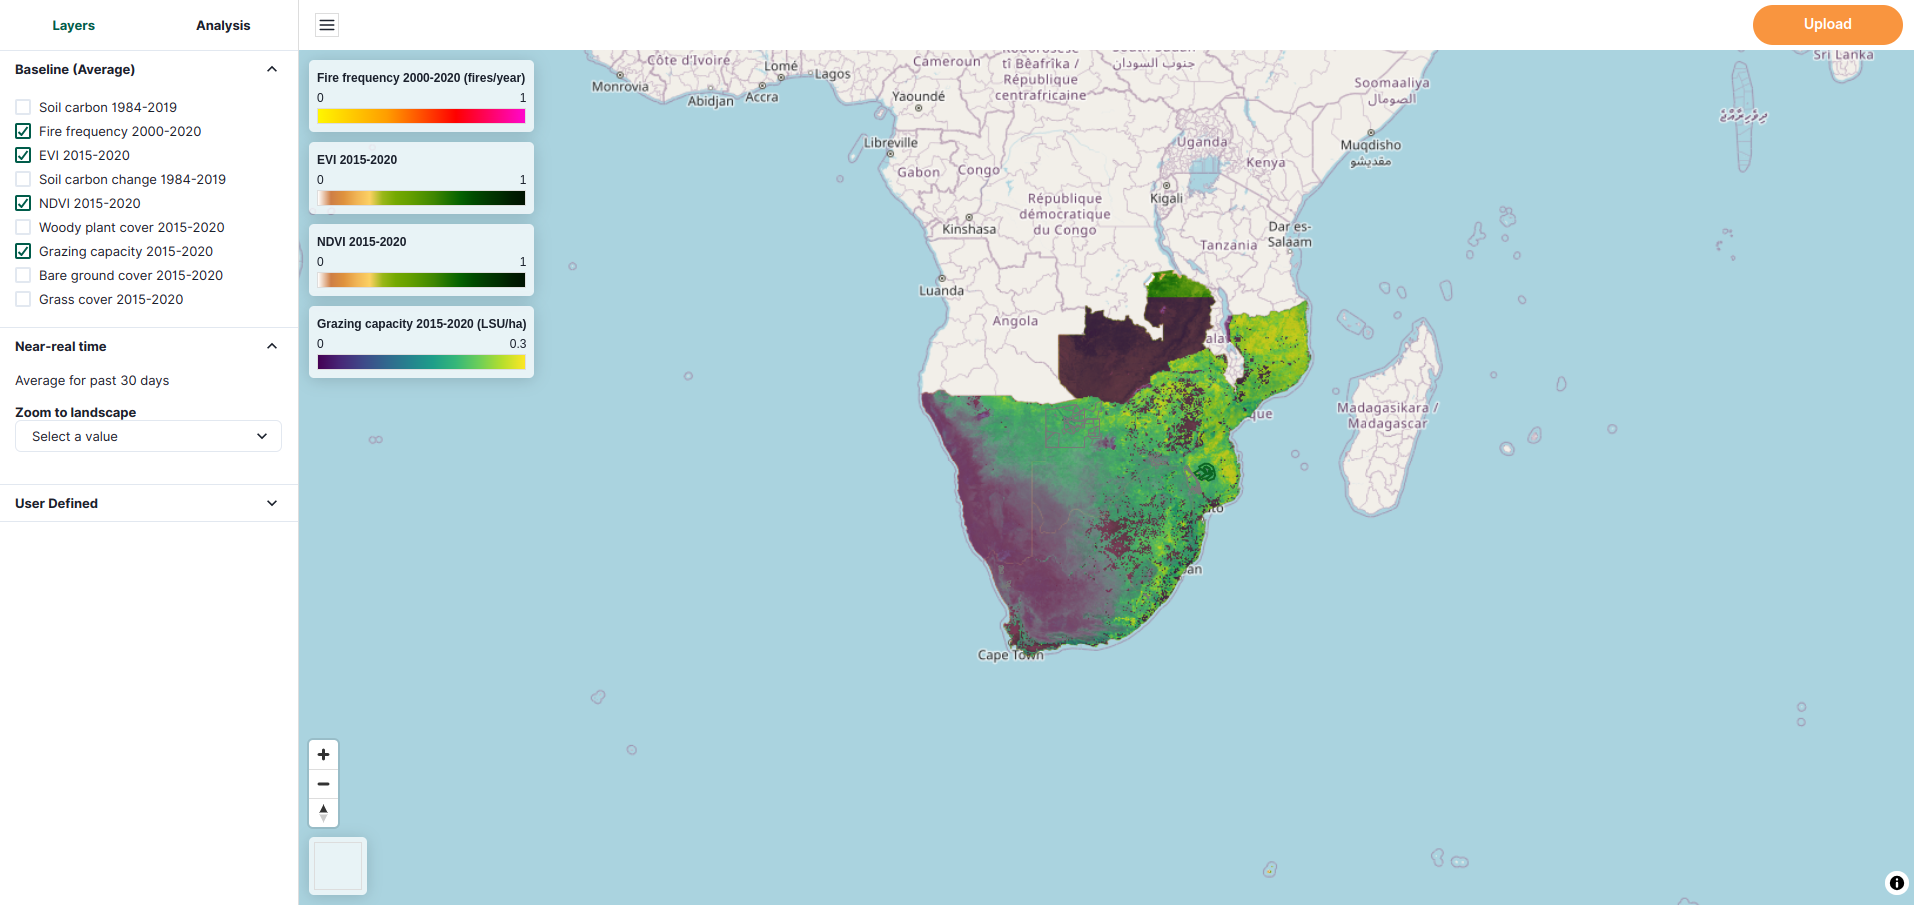 Layers
Analysis
Upload
Baseline (Average)
Soil carbon 1984-2019
Fire frequency 2000-2020
EVI 2015-2020
Soil carbon change 1984-2019
NDVI 2015-2020
Woody plant cover 2015-2020
Grazing capacity 2015-2020
Bare ground cover 2015-2020
Grass cover 2015-2020
Near-real time
Average for past 30 days
Zoom to landscape
Select a value
User Defined
Fire frequency 2000-2020 (fires/year)
0 1
EVI 2015-2020
0 1
NDVI 2015-2020
0 1
Grazing capacity 2015-2020 (LSU/ha)
0 0.3
Côte d'Ivoire
Monrovia
Abidjan
Accra
Lomé
Lagos
Cameroun
Yaoundé
tî Bêafrîka /
République
centrafricaine
South Sudan
جنوب السودان
Soomaaliya
الصومال
Muqdisho
مقديشو
Sri Lanka
Libreville
Gabon
Congo
Uganda
Kenya
Kigali
République
démocratique
du Congo
Kinshasa
Tanzania
Dar es-
Salaam
Luanda
Angola
Madagasikara /
Madagascar
que
Cape Town